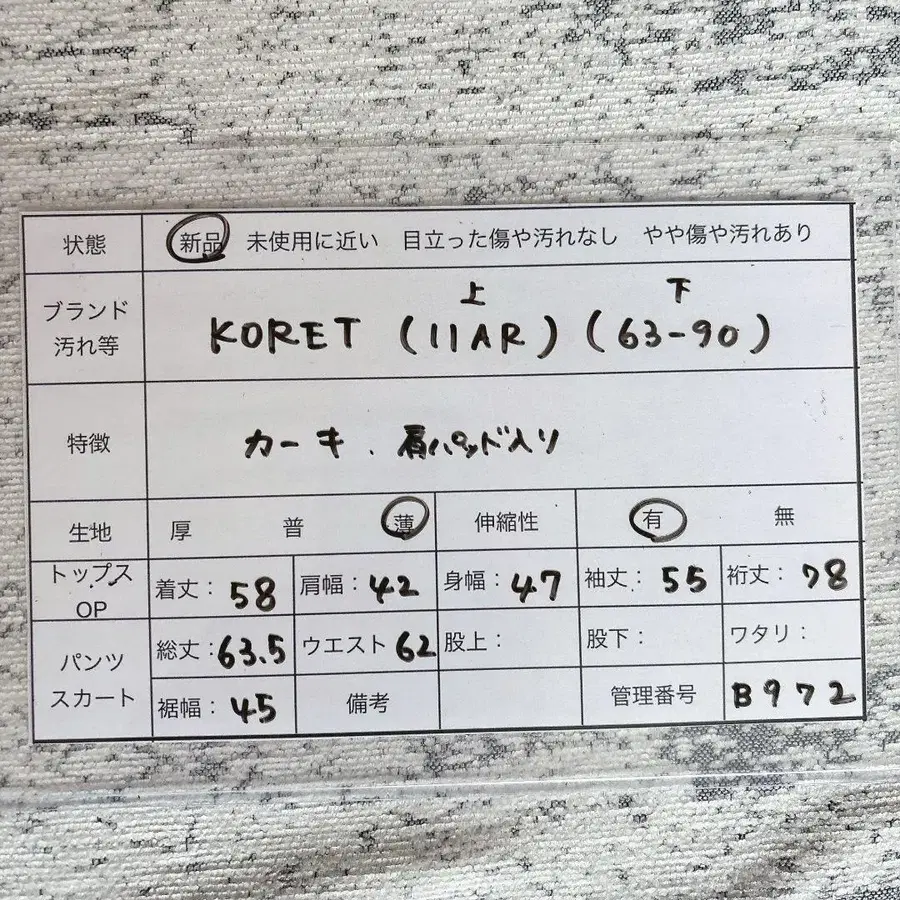 状態 新品 未使用に近い 目立った傷や汚れなし やや傷や汚れあり
上 下
ブランド 汚れ等 KORET (11AR) (63-90)
特徴 カーキ. 肩パッド入り
生地 厚 普 薄 伸縮性 有 無
トップス OP 着丈: 58 肩幅: 42 身幅: 47 袖丈: 55 裄丈: 78
パンツ スカート 総丈: 63.5 ウエスト 62 股上: 股下: ワタリ:
裾幅: 45 備考 管理番号 B972